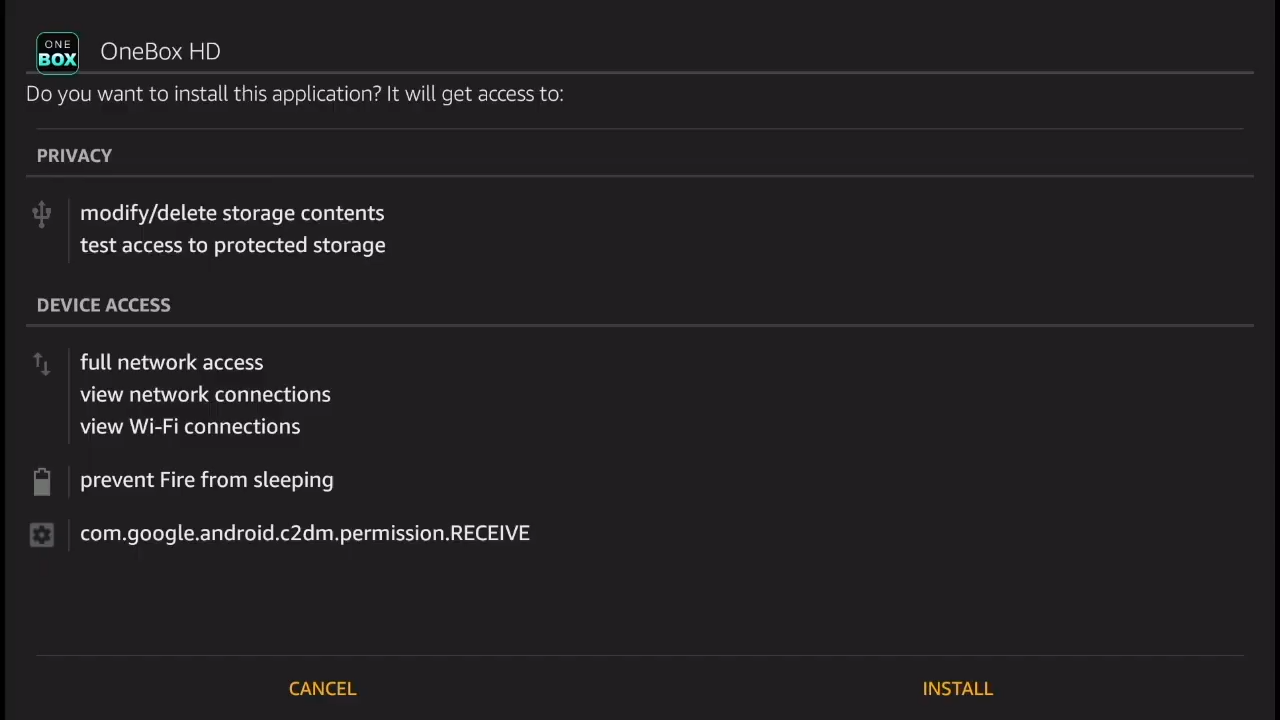 ONE
BOX
OneBox HD
Do you want to install this application? It will get access to:
PRIVACY
modify/delete storage contents
test access to protected storage
DEVICE ACCESS
full network access
view network connections
view Wi-Fi connections
prevent Fire from sleeping
com.google.android.c2dm.permission.RECEIVE
CANCEL
INSTALL